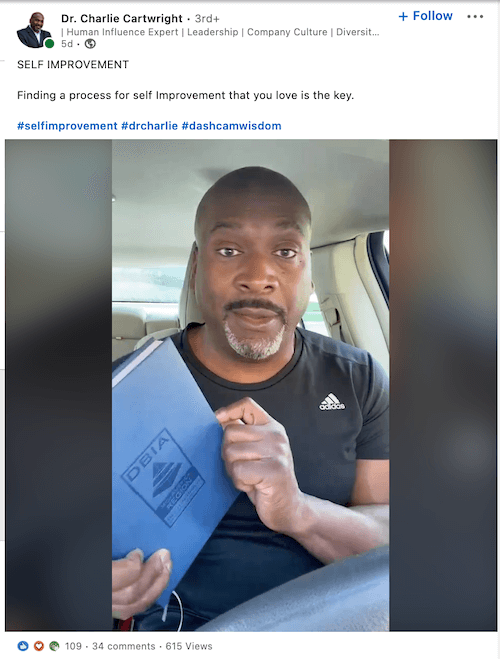 Dr. Charlie Cartwright • 3rd+
+ Follow
| Human Influence Expert | Leadership | Company Culture | Diversit...
5d •
SELF IMPROVEMENT
Finding a process for self Improvement that you love is the key.
#selfimprovement #drcharlie #dashcamwisdom
adidas
DBIA
109 · 34 comments · 615 Views